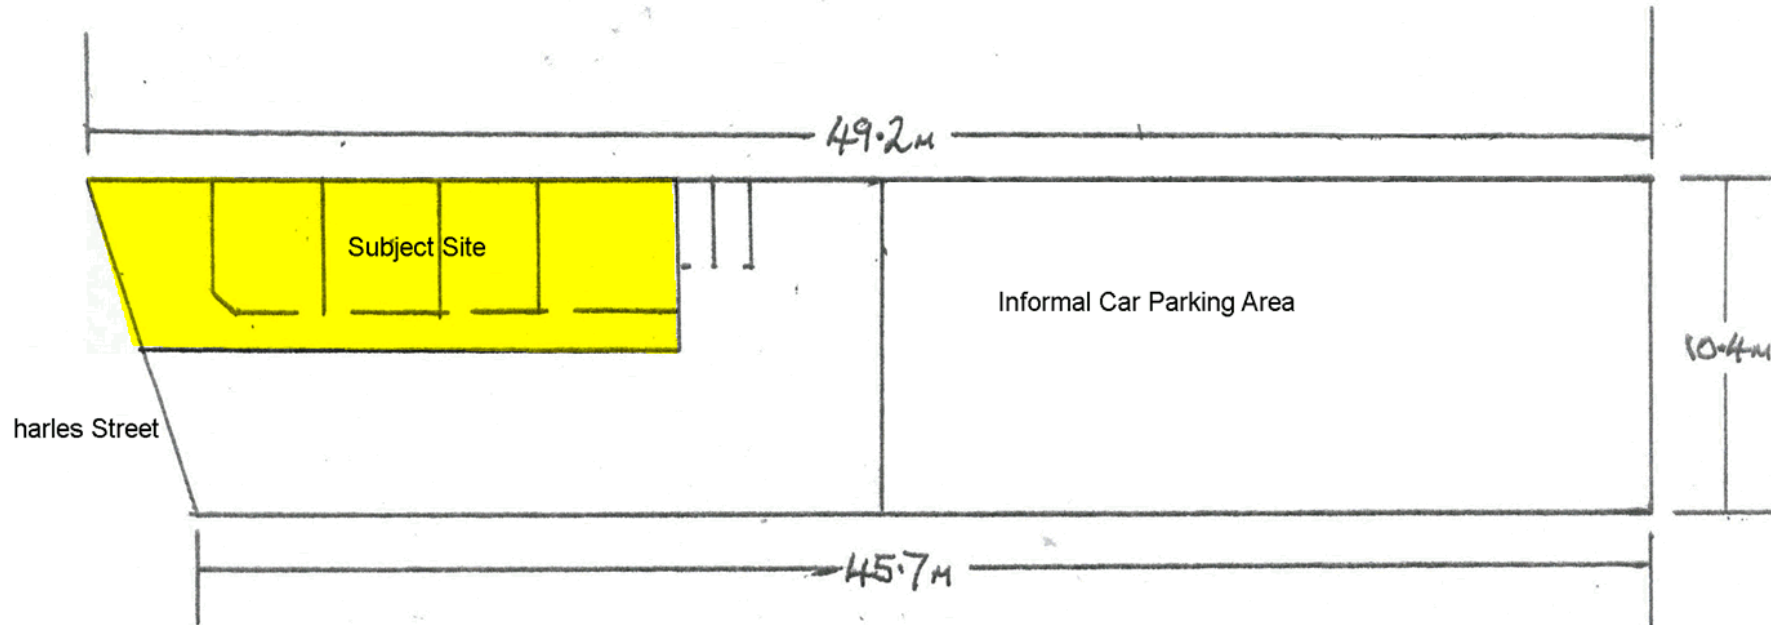 49.2M
Subject Site
Informal Car Parking Area
10.4M
harles Street
45.7M